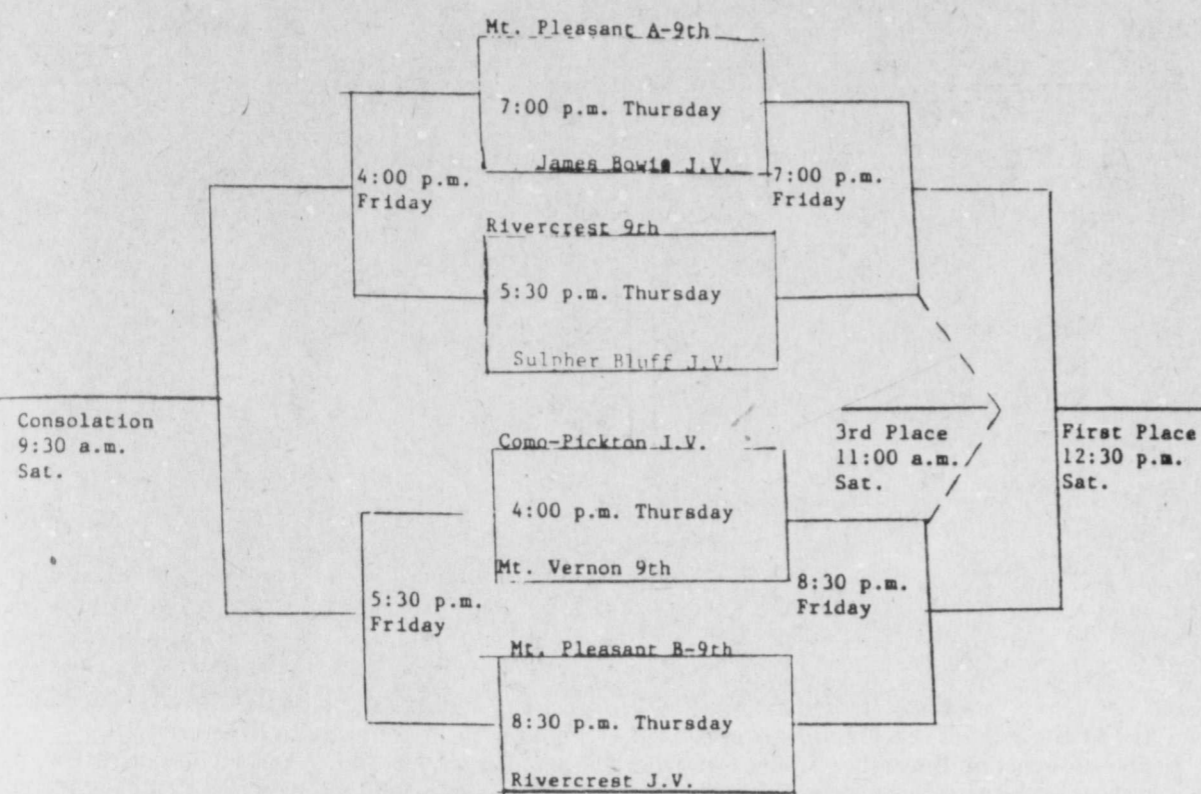 Mt. Pleasant A-9th
7:00 p.m. Thursday
James Bowie J.V.
4:00 p.m.
Friday
7:00 p.m.
Friday
Rivercrest 9th
5:30 p.m. Thursday
Sulpher Bluff J.V.
Consolation
9:30 a.m.
Sat.
3rd Place
11:00 a.m.
Sat.
First Place
12:30 p.m.
Sat.
Como-Pickton J.V.
4:00 p.m. Thursday
Mt. Vernon 9th
5:30 p.m.
Friday
8:30 p.m.
Friday
Mt. Pleasant B-9th
8:30 p.m. Thursday
Rivercrest J.V.